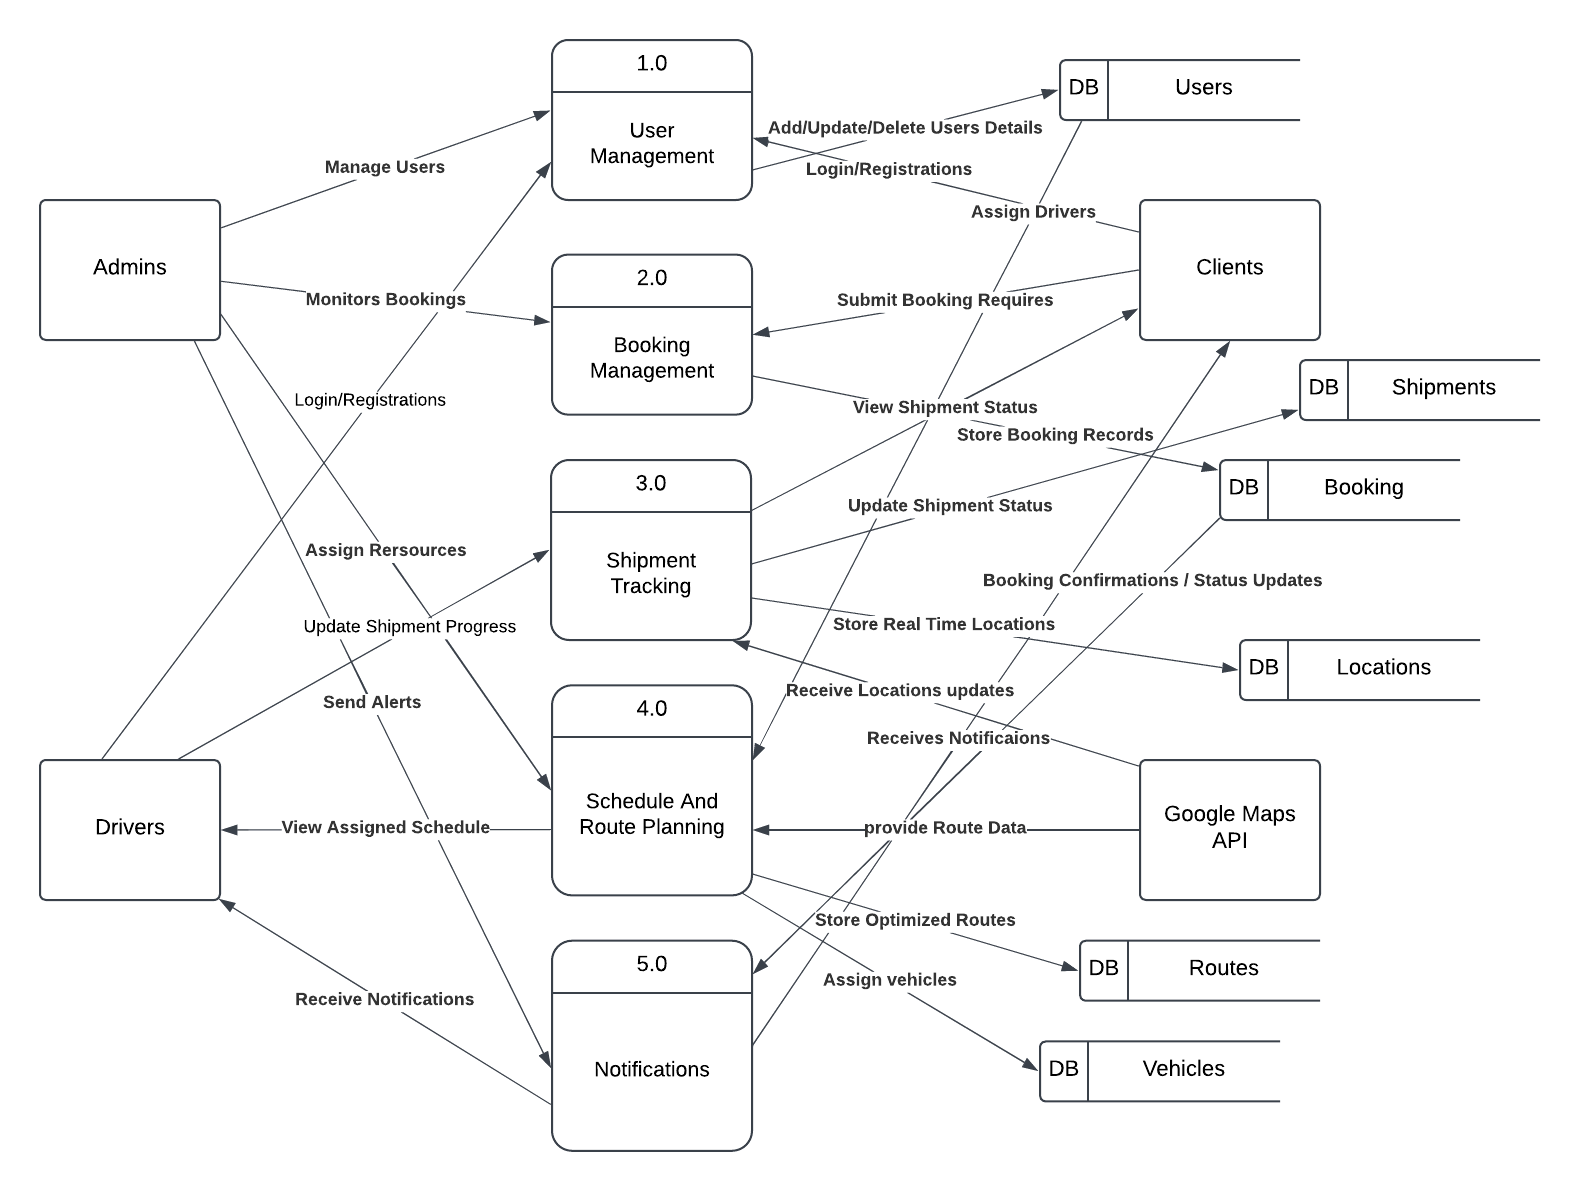 1.0
User
Management
DB
Users
Add/Update/Delete Users Details
Manage Users
Login/Registrations
Assign Drivers
Admins
2.0
Clients
Monitors Bookings
Submit Booking Requires
Booking
Management
DB
Shipments
Login/Registrations
View Shipment Status
Store Booking Records
3.0
DB
Booking
Update Shipment Status
Assign Rersources
Shipment
Tracking
Booking Confirmations / Status Updates
Update Shipment Progress
Store Real Time Locations
DB
Locations
Receive Locations updates
Send Alerts
4.0
Receives Notificaions
Drivers
View Assigned Schedule
Schedule And
Route Planning
provide Route Data
Google Maps
API
Store Optimized Routes
5.0
DB
Routes
Assign vehicles
Receive Notifications
Notifications
DB
Vehicles